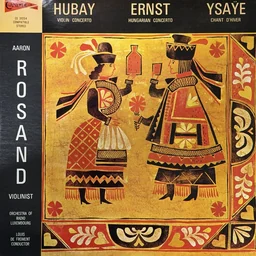 HUBAY
VIOLIN CONCERTO
ERNST
HUNGARIAN CONCERTO
YSAŸE
CHANT D'HIVER
AARON
ROSAND
VIOLINIST
ORCHESTRA OF
RADIO
LUXEMBOURG
LOUIS
DE FROMENT
CONDUCTOR